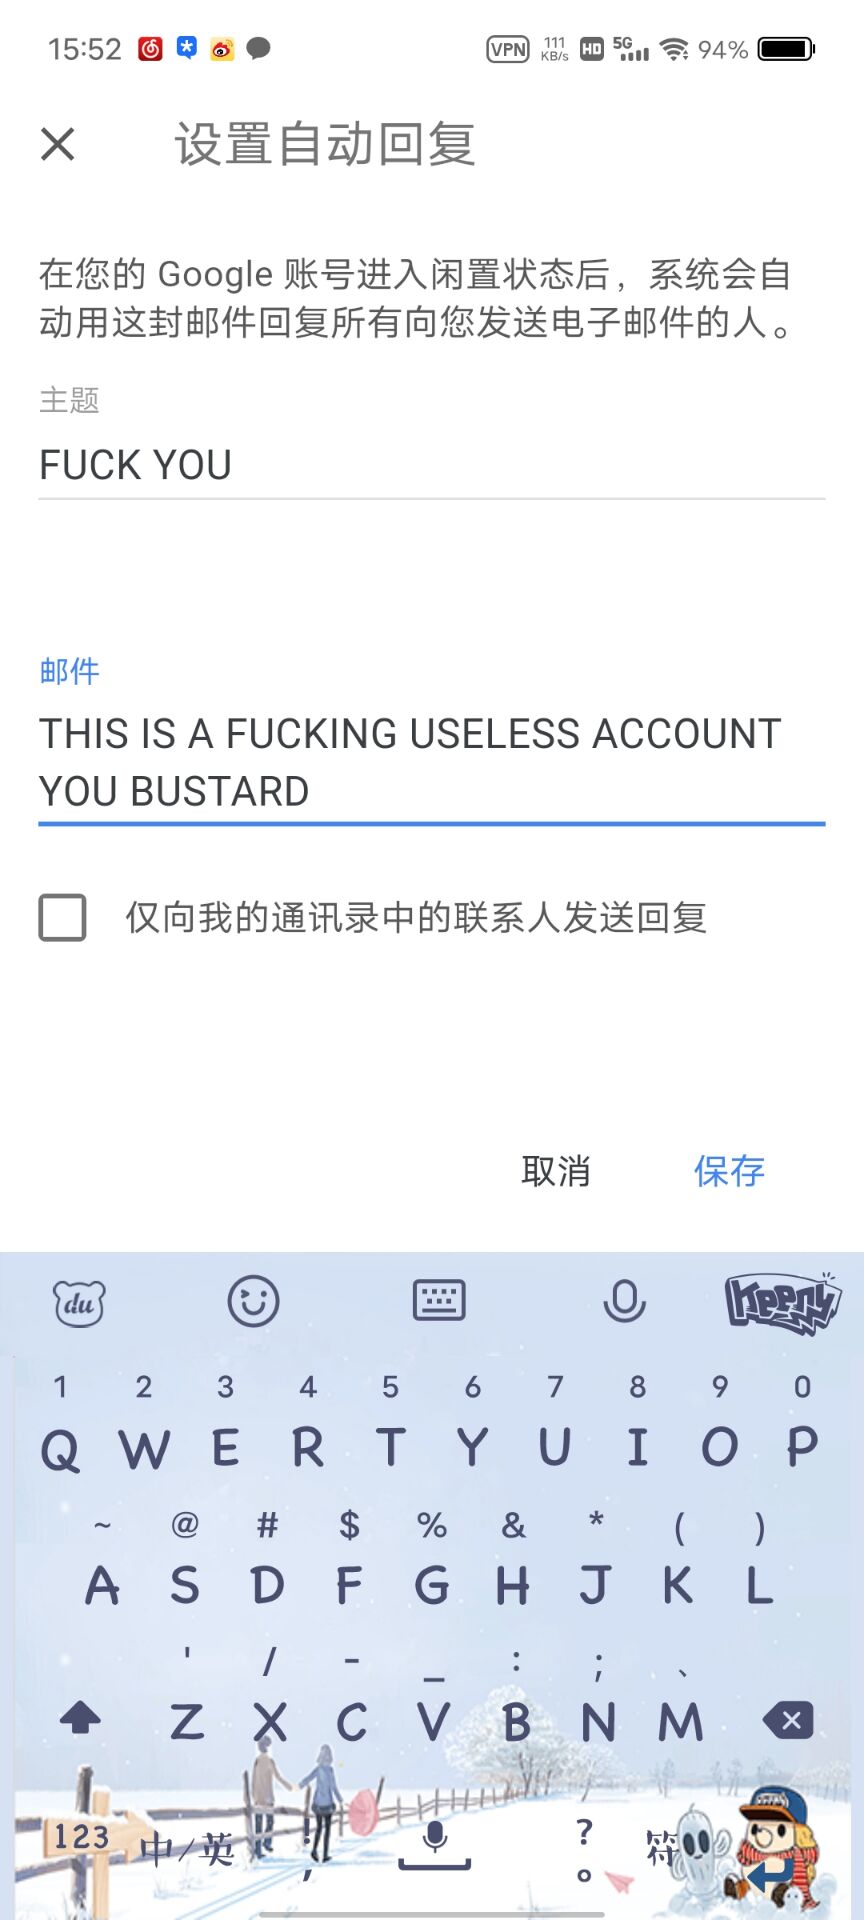 15:52 VPN 111 KB/s HD 5G 94%
设置自动回复
在您的 Google 账号进入闲置状态后，系统会自
动用这封邮件回复所有向您发送电子邮件的人。
主题
FUCK YOU
邮件
THIS IS A FUCKING USELESS ACCOUNT
YOU BUSTARD
仅向我的通讯录中的联系人发送回复
取消 保存
du Keeny
1 2 3 4 5 6 7 8 9 0
Q W E R T Y U I O P
~ @ # $ % & * ( )
A S D F G H J K L
' / - _ : ; 、
Z X C V B N M
123 中/英 ! , ? 。 符